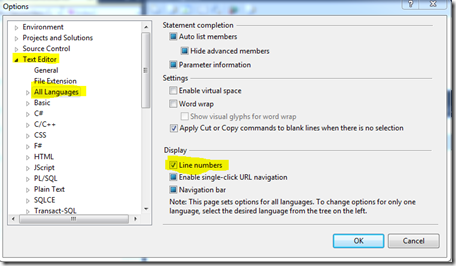 Options
Environment
Projects and Solutions
Source Control
Text Editor
General
File Extension
All Languages
Basic
C#
C/C++
CSS
F#
HTML
JScript
PL/SQL
Plain Text
SQLCE
Transact-SQL
Statement completion
Auto list members
Hide advanced members
Parameter information
Settings
Enable virtual space
Word wrap
Show visual glyphs for word wrap
Apply Cut or Copy commands to blank lines when there is no selection
Display
Line numbers
Enable single-click URL navigation
Navigation bar
Note: This page sets options for all languages. To change options for only one
language, select the desired language from the tree on the left.
OK
Cancel